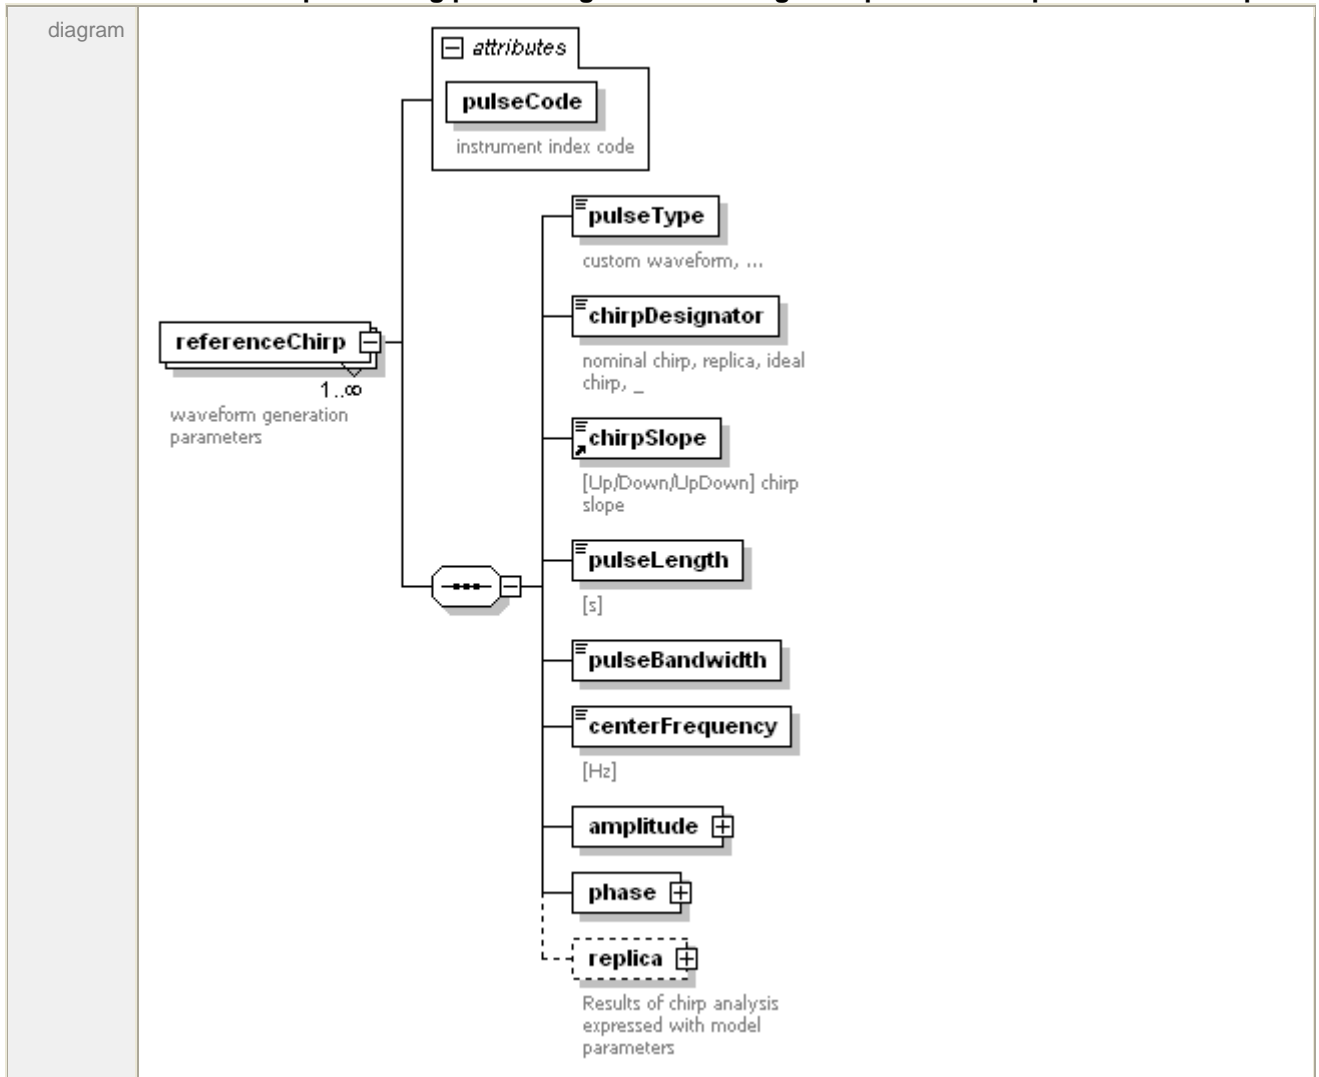 diagram
attributes
pulseCode
instrument index code
pulseType
custom waveform, ...
chirpDesignator
nominal chirp, replica, ideal
chirp, _
referenceChirp
1..∞
waveform generation
parameters
chirpSlope
[Up/Down/UpDown] chirp
slope
pulseLength
[s]
pulseBandwidth
centerFrequency
[Hz]
amplitude
phase
replica
Results of chirp analysis
expressed with model
parameters